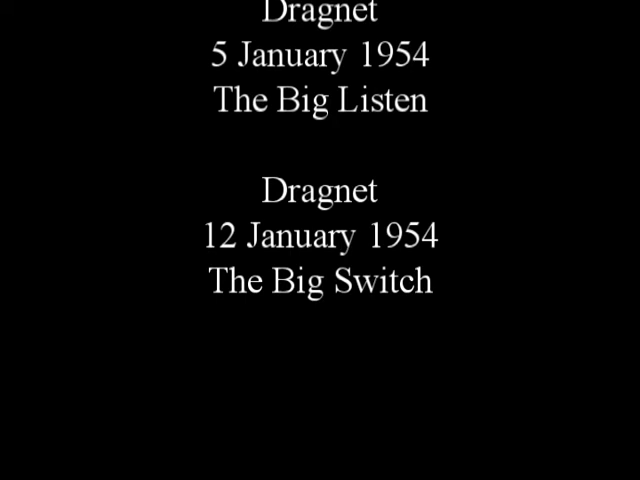 Dragnet
5 January 1954
The Big Listen
Dragnet
12 January 1954
The Big Switch